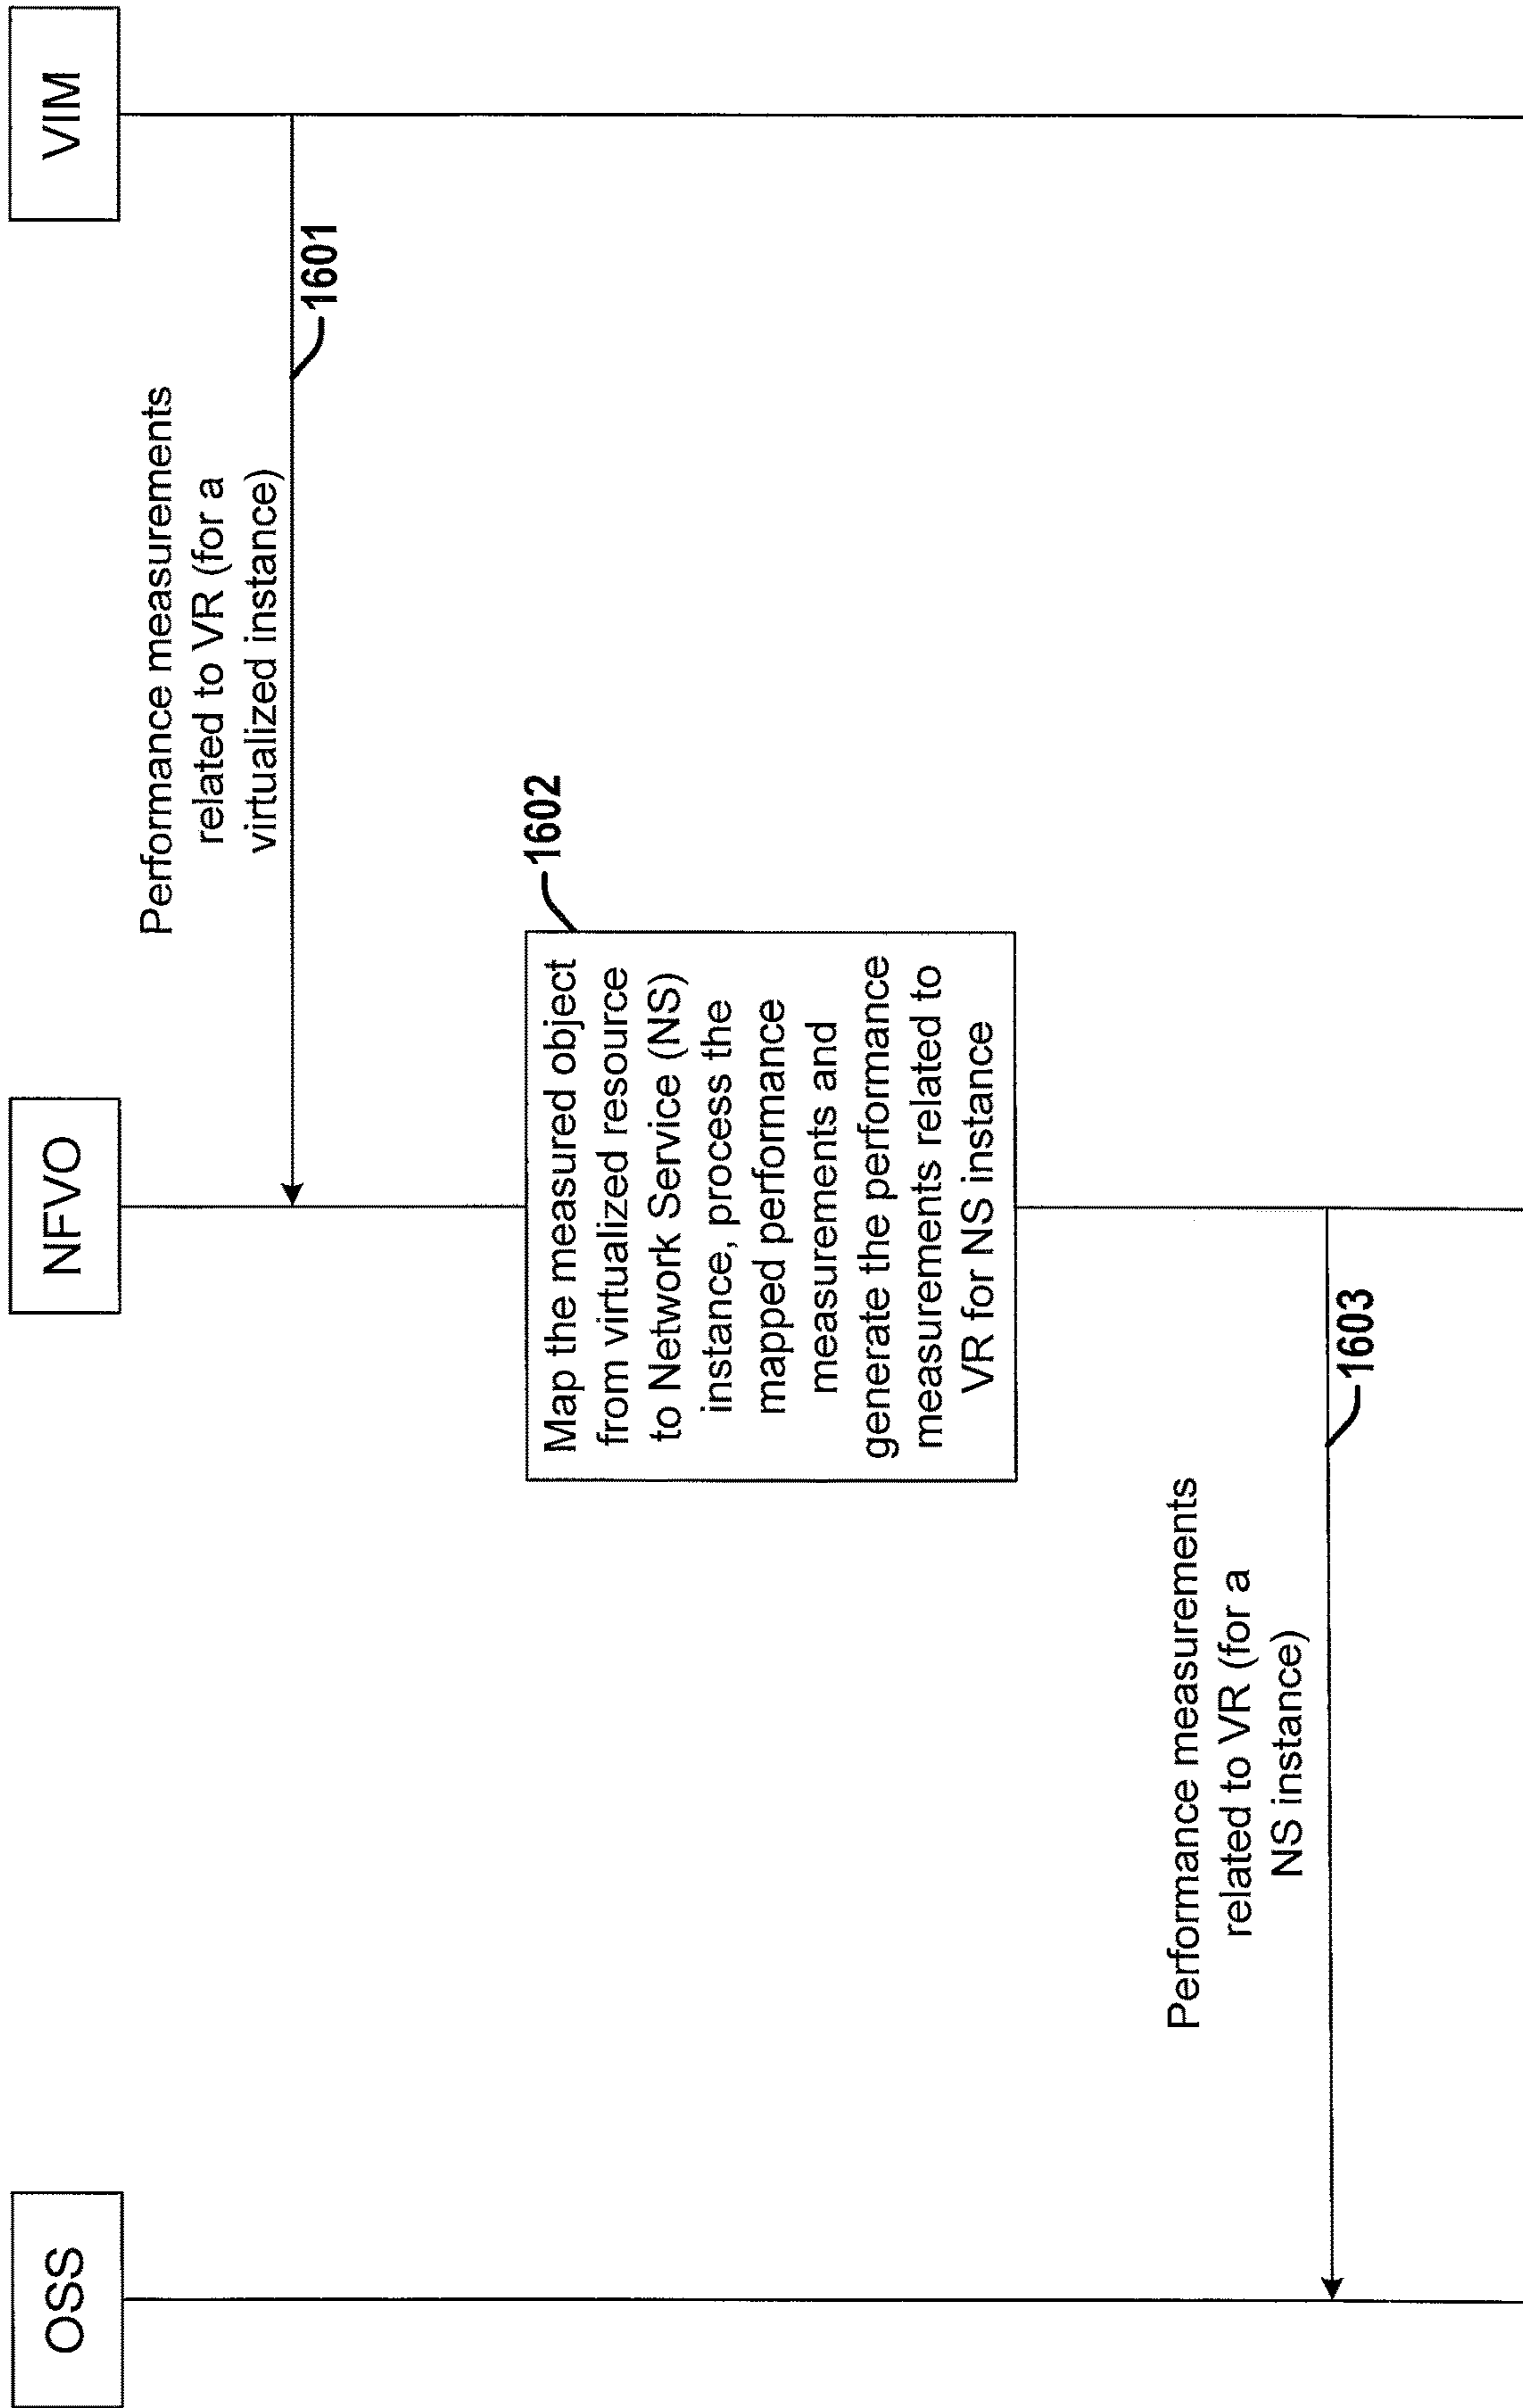 OSS
NFVO
VIM
Performance measurements
related to VR (for a
virtualized instance)
1601
1602
Map the measured object
from virtualized resource
to Network Service (NS)
instance, process the
mapped performance
measurements and
generate the performance
measurements related to
VR for NS instance
Performance measurements
related to VR (for a
NS instance)
1603